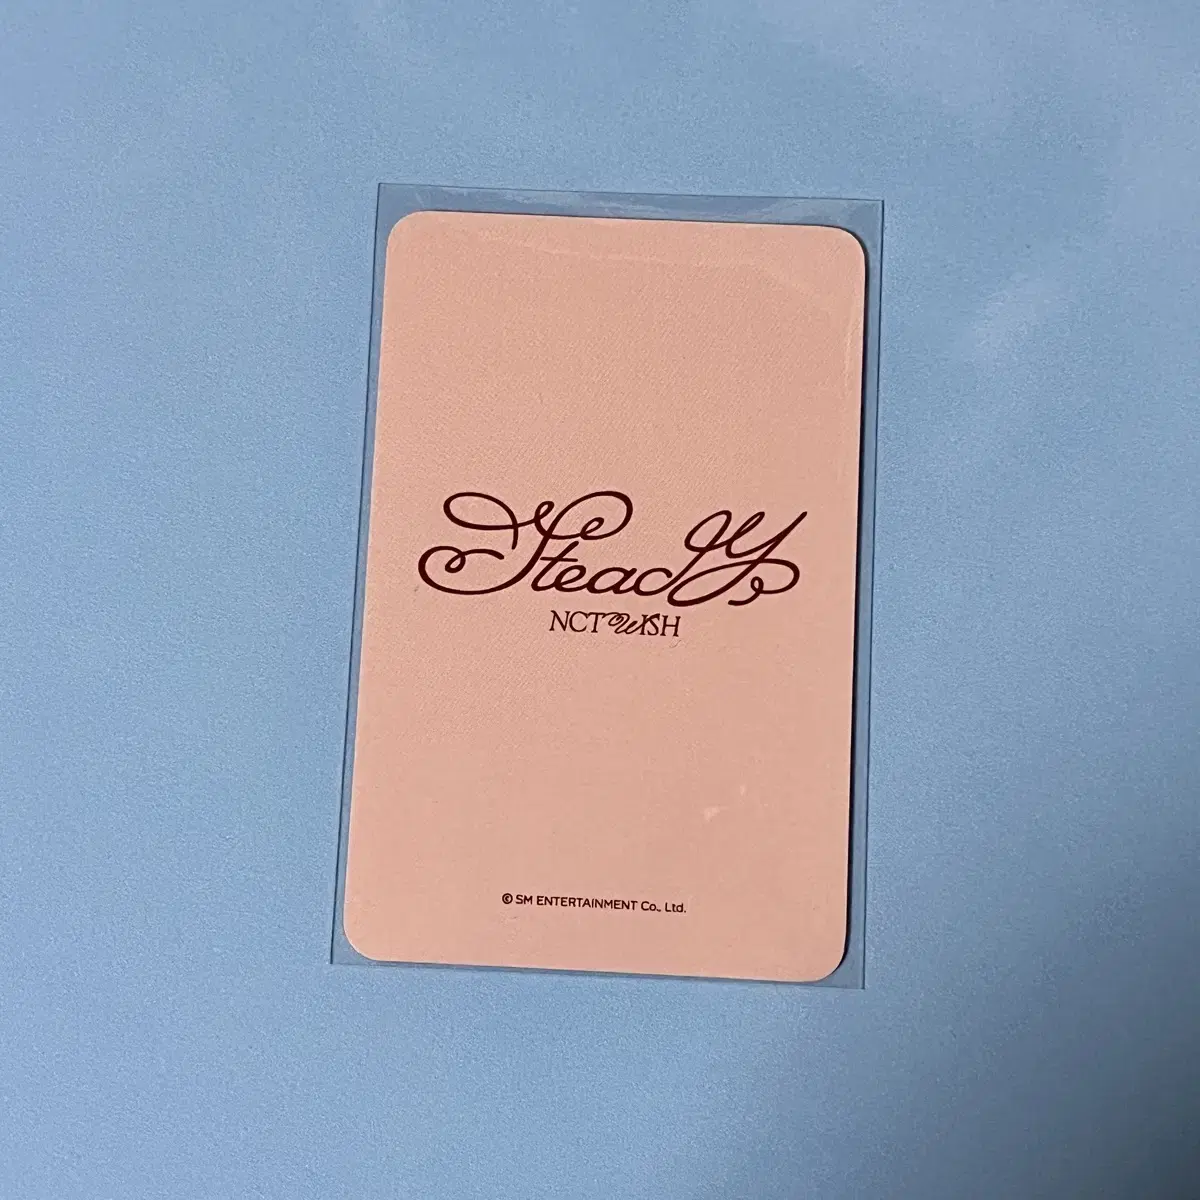 Steady
NCT WISH
© SM ENTERTAINMENT Co., Ltd.